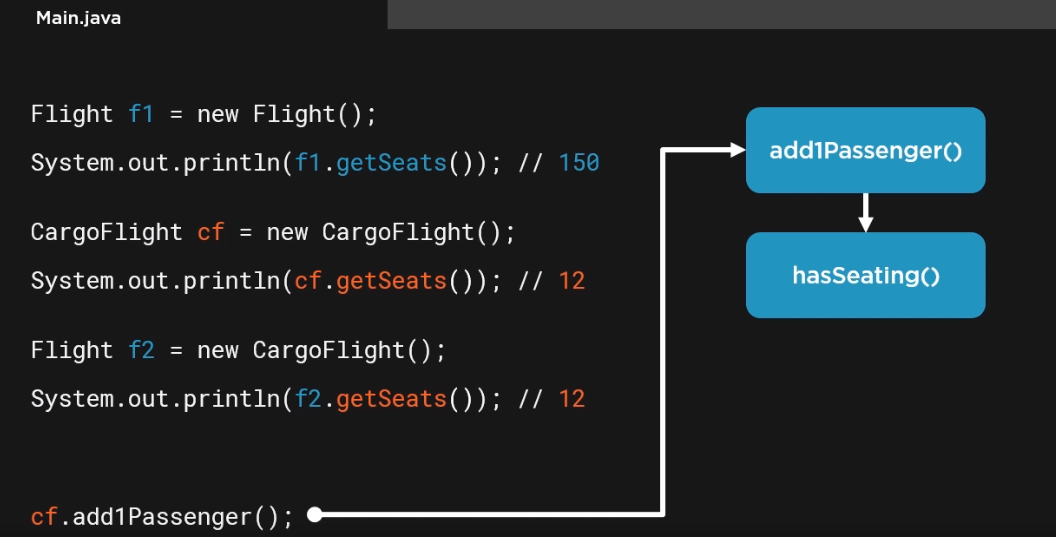 Main.java
Flight f1 = new Flight();
System.out.println(f1.getSeats()); // 150
CargoFlight cf = new CargoFlight();
System.out.println(cf.getSeats()); // 12
Flight f2 = new CargoFlight();
System.out.println(f2.getSeats()); // 12
cf.add1Passenger();
add1Passenger()
hasSeating()